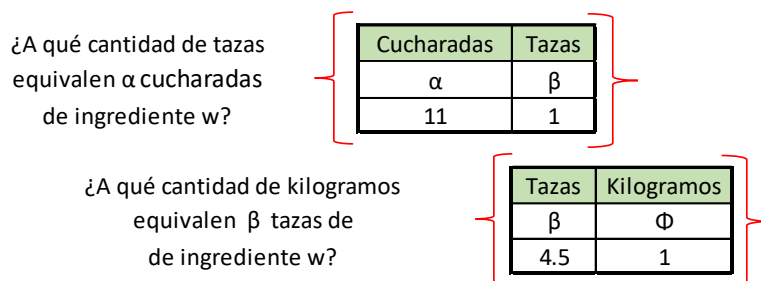 ¿A qué cantidad de tazas
equivalen α cucharadas
de ingrediente w?
Cucharadas Tazas
α β
11 1
¿A qué cantidad de kilogramos
equivalen β tazas de
de ingrediente w?
Tazas Kilogramos
β Φ
4.5 1